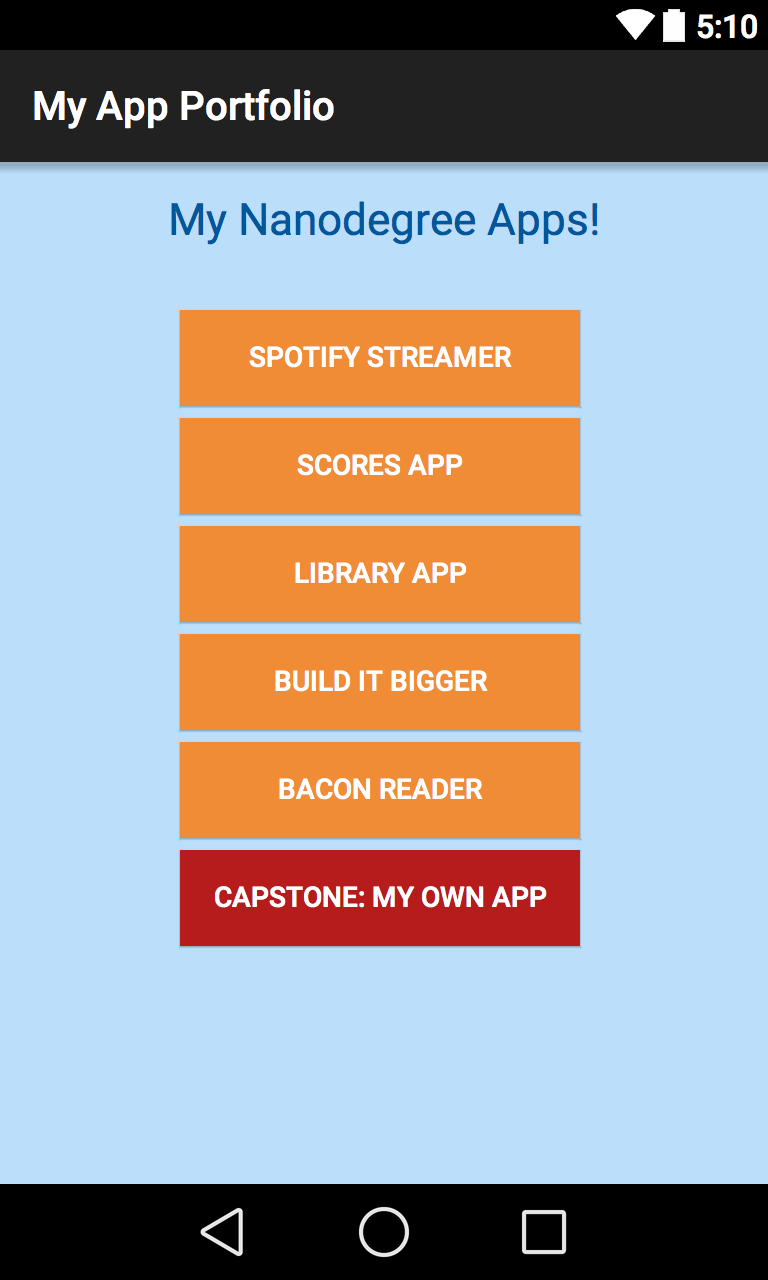 5:10
My App Portfolio
My Nanodegree Apps!
SPOTIFY STREAMER
SCORES APP
LIBRARY APP
BUILD IT BIGGER
BACON READER
CAPSTONE: MY OWN APP